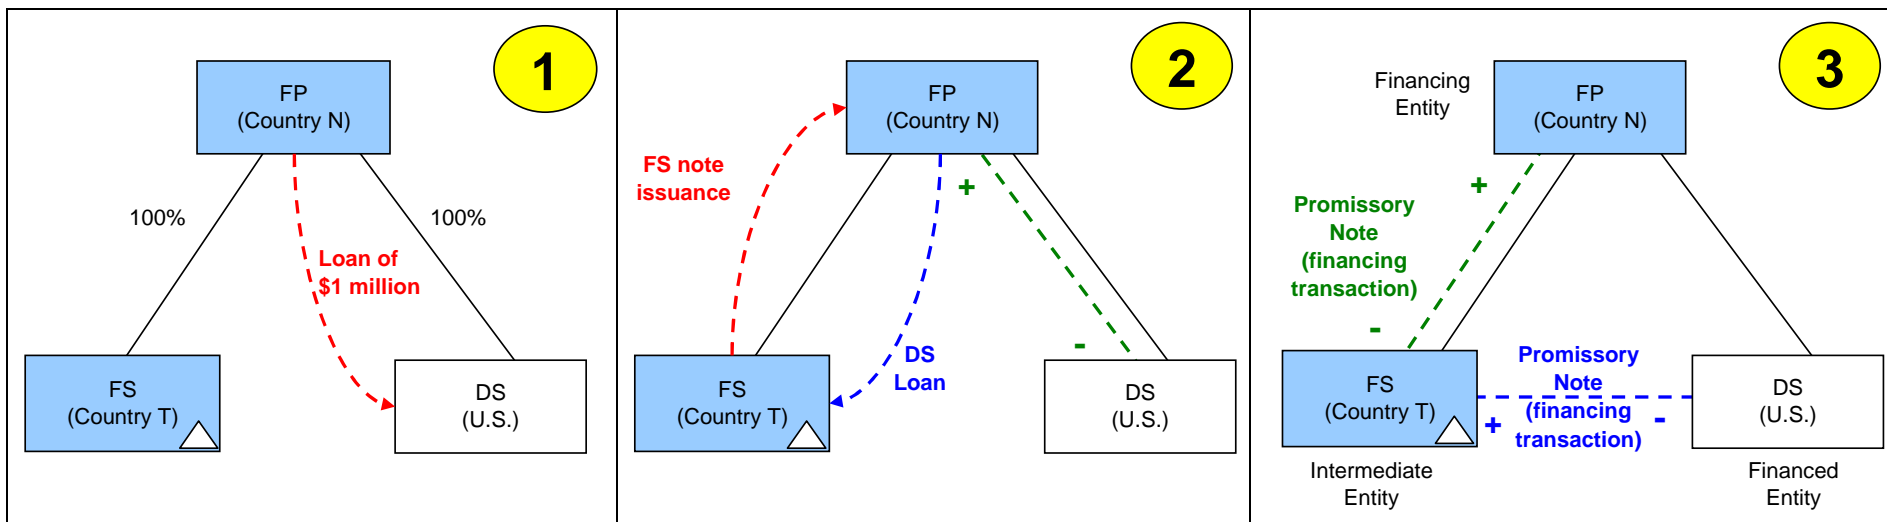 1
FP
(Country N)
100%
100%
Loan of
$1 million
FS
(Country T)
DS
(U.S.)
2
FP
(Country N)
FS note
issuance
+
-
DS
Loan
FS
(Country T)
DS
(U.S.)
3
Financing
Entity
FP
(Country N)
+
Promissory
Note
(financing
transaction)
-
FS
(Country T)
Promissory
Note
(financing
transaction)
+
-
DS
(U.S.)
Intermediate
Entity
Financed
Entity